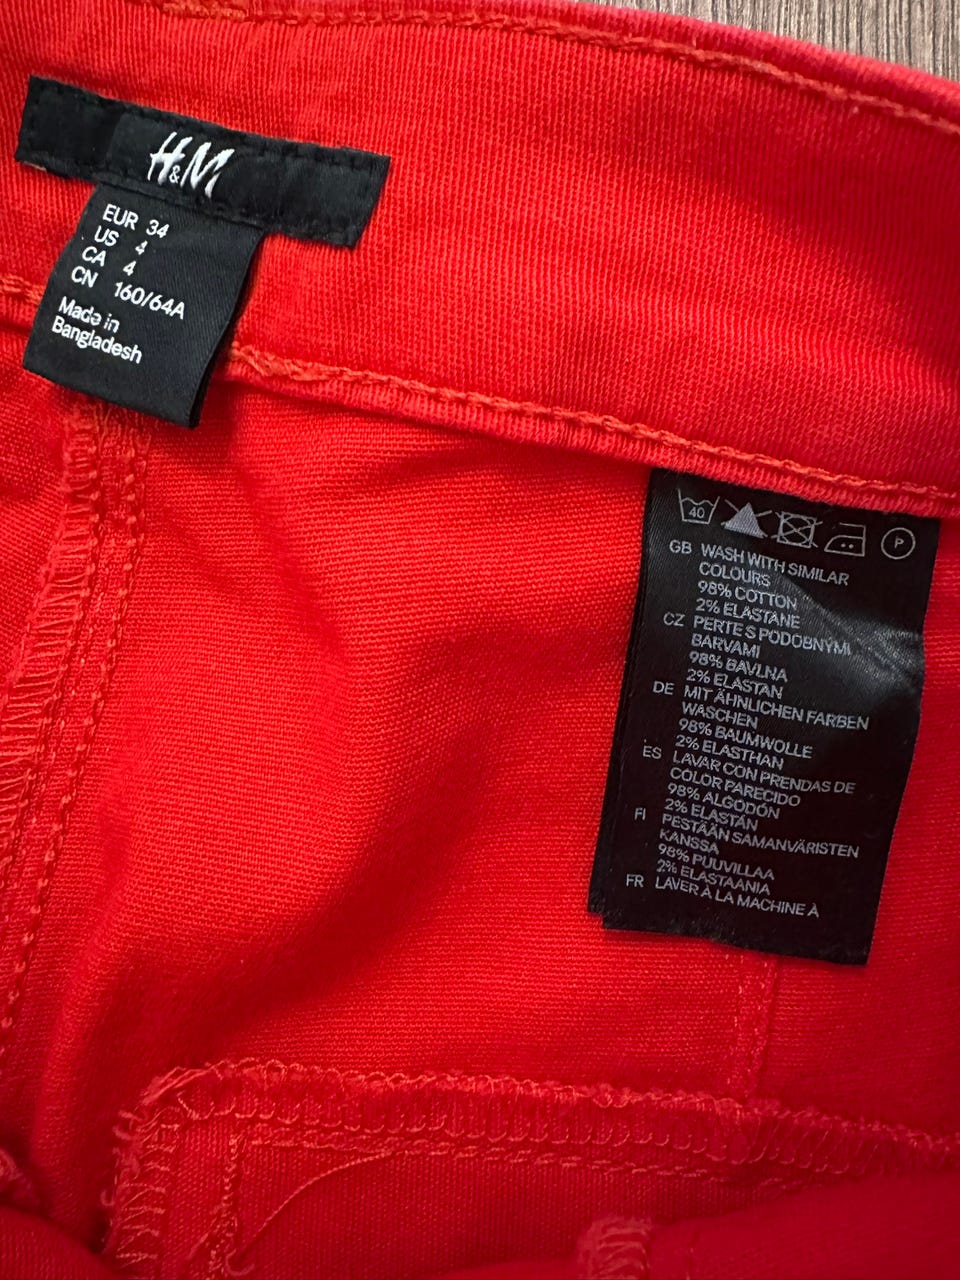 H&M
EUR 34
US 4
CA 4
CN 160/64A
Made in
Bangladesh
40 P
GB WASH WITH SIMILAR
COLOURS
98% COTTON
2% ELASTANE
CZ PERTE S PODOBNÝMI
BARVAMI
98% BAVLNA
2% ELASTAN
DE MIT ÄHNLICHEN FARBEN
WASCHEN
98% BAUMWOLLE
2% ELASTHAN
ES LAVAR CON PRENDAS DE
COLOR PARECIDO
98% ALGODÓN
2% ELASTÁN
FI PESTÄÄN SAMANVÄRISTEN
KANSSA
98% PUUVILLAA
2% ELASTAANIA
FR LAVER À LA MACHINE À